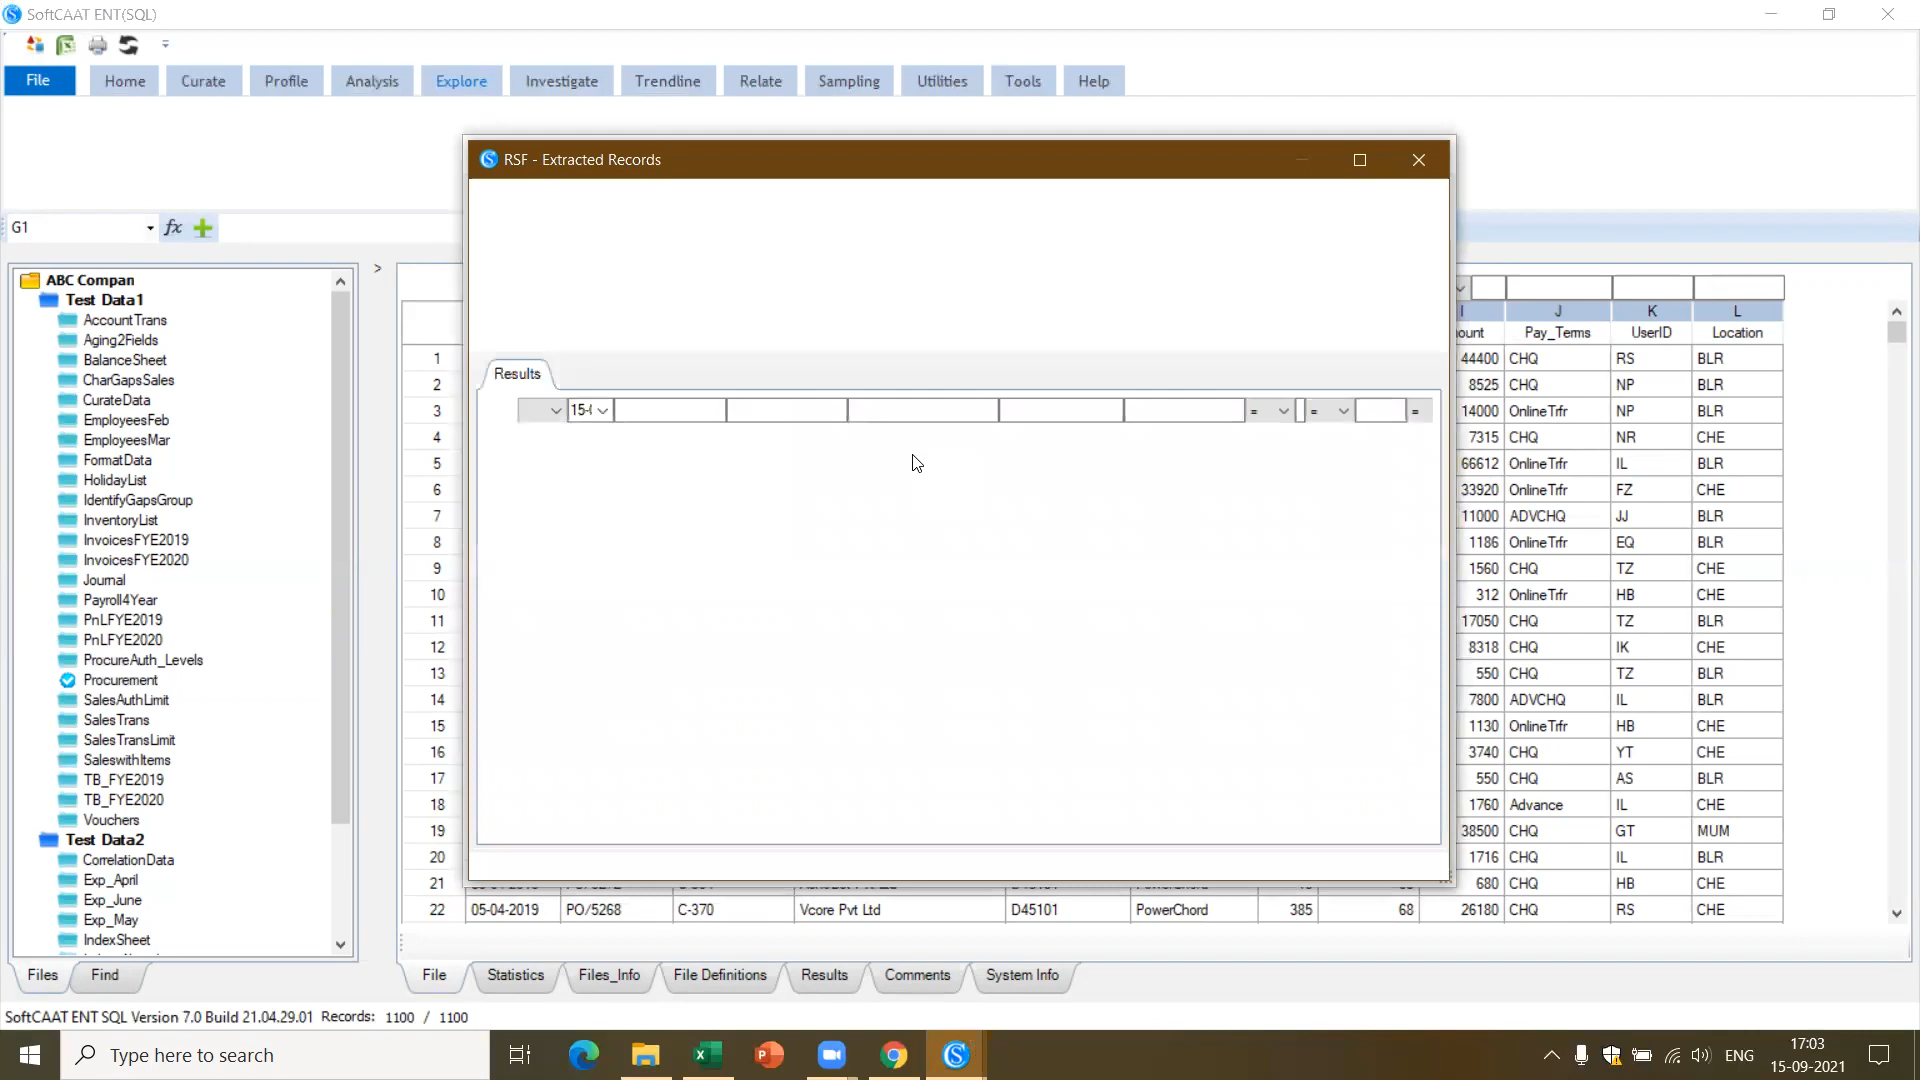 SoftCAAT ENT(SQL)
File Home Curate Profile Analysis Explore Investigate Trendline Relate Sampling Utilities Tools Help
RSF - Extracted Records
G1 fx
Results
15-0
= = =
ABC Compan
Test Data1
AccountTrans
Aging2Fields
BalanceSheet
CharGapsSales
CurateData
EmployeesFeb
EmployeesMar
FormatData
HolidayList
IdentifyGapsGroup
InventoryList
InvoicesFYE2019
InvoicesFYE2020
Journal
Payroll4Year
PnLFYE2019
PnLFYE2020
ProcureAuth_Levels
Procurement
SalesAuthLimit
SalesTrans
SalesTransLimit
SaleswithItems
TB_FYE2019
TB_FYE2020
Vouchers
Test Data2
CorrelationData
Exp_April
Exp_June
Exp_May
IndexSheet
Files Find
>
I J K L
ount Pay_Terms UserID Location
1 44400 CHQ RS BLR
2 8525 CHQ NP BLR
3 14000 OnlineTrfr NP BLR
4 7315 CHQ NR CHE
5 66612 OnlineTrfr IL BLR
6 33920 OnlineTrfr FZ CHE
7 11000 ADVCHQ JJ BLR
8 1186 OnlineTrfr EQ BLR
9 1560 CHQ TZ CHE
10 312 OnlineTrfr HB CHE
11 17050 CHQ TZ BLR
12 8318 CHQ IK CHE
13 550 CHQ TZ BLR
14 7800 ADVCHQ IL BLR
15 1130 OnlineTrfr HB CHE
16 3740 CHQ YT CHE
17 550 CHQ AS BLR
18 1760 Advance IL CHE
19 38500 CHQ GT MUM
20 1716 CHQ IL BLR
21 680 CHQ HB CHE
22 05-04-2019 PO/5268 C-370 Vcore Pvt Ltd D45101 PowerChord 385 68 26180 CHQ RS CHE
File Statistics Files_Info File Definitions Results Comments System Info
SoftCAAT ENT SQL Version 7.0 Build 21.04.29.01 Records: 1100 / 1100
Type here to search
ENG
17:03
15-09-2021